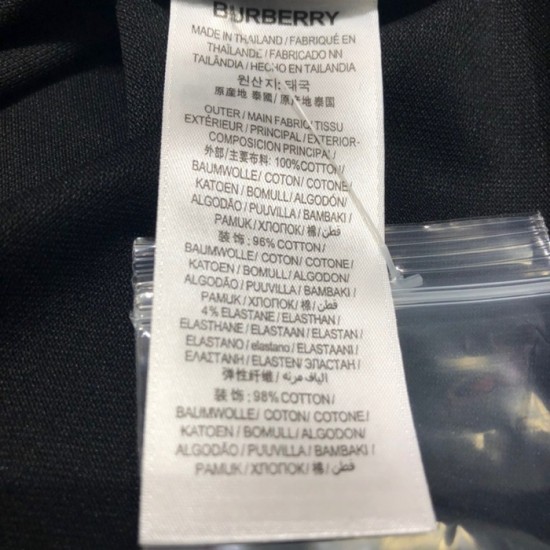 BURBERRY
MADE IN THAILAND / FABRIQUÉ EN
THAÏLANDE / FABRICADO NN
TAILÂNDIA / HECHO EN TAILANDIA
원산지: 태국
原産地 泰國 / 原产地 泰国
OUTER / MAIN FABRIC / TISSU
EXTÉRIEUR / PRINCIPAL / EXTERIOR-
COMPOSICION PRINCIPAL /
外部 / 主要布料: 100% COTTON /
BAUMWOLLE / COTON / COTONE /
KATOEN / BOMULL / ALGODÓN /
ALGODÃO / PUUVILLA / BAMBAKI /
PAMUK / ХЛОПОК / 棉 / قطن
装饰: 96% COTTON /
BAUMWOLLE / COTON / COTONE /
KATOEN / BOMULL / ALGODON /
ALGODÃO / PUUVILLA / BAMBAKI /
PAMUK / ХЛОПОК / 棉 / قطن
4% ELASTANE / ELASTHAN /
ELASTHANE / ELASTAAN / ELASTAN /
ELASTANO / elastano / ELASTAANI /
ΕΛΑΣΤΑΝΗ / ELASTEN / ЭЛАСТАН /
弹性纤维 / الياف مرنه
装饰: 98% COTTON /
BAUMWOLLE / COTON / COTONE /
KATOEN / BOMULL / ALGODON /
ALGODÃO / PUUVILLA / BAMBAKI /
PAMUK / ХЛОПОК / 棉 / قطن